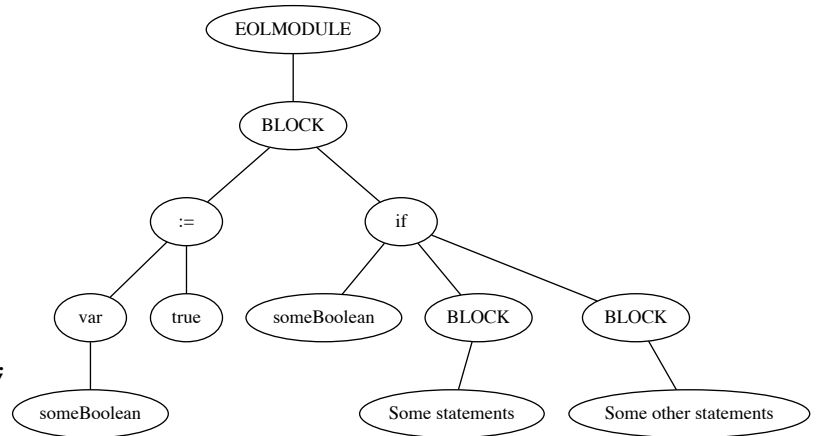 EOLMODULE
BLOCK
:= if
var true someBoolean BLOCK BLOCK
;
someBoolean Some statements Some other statements